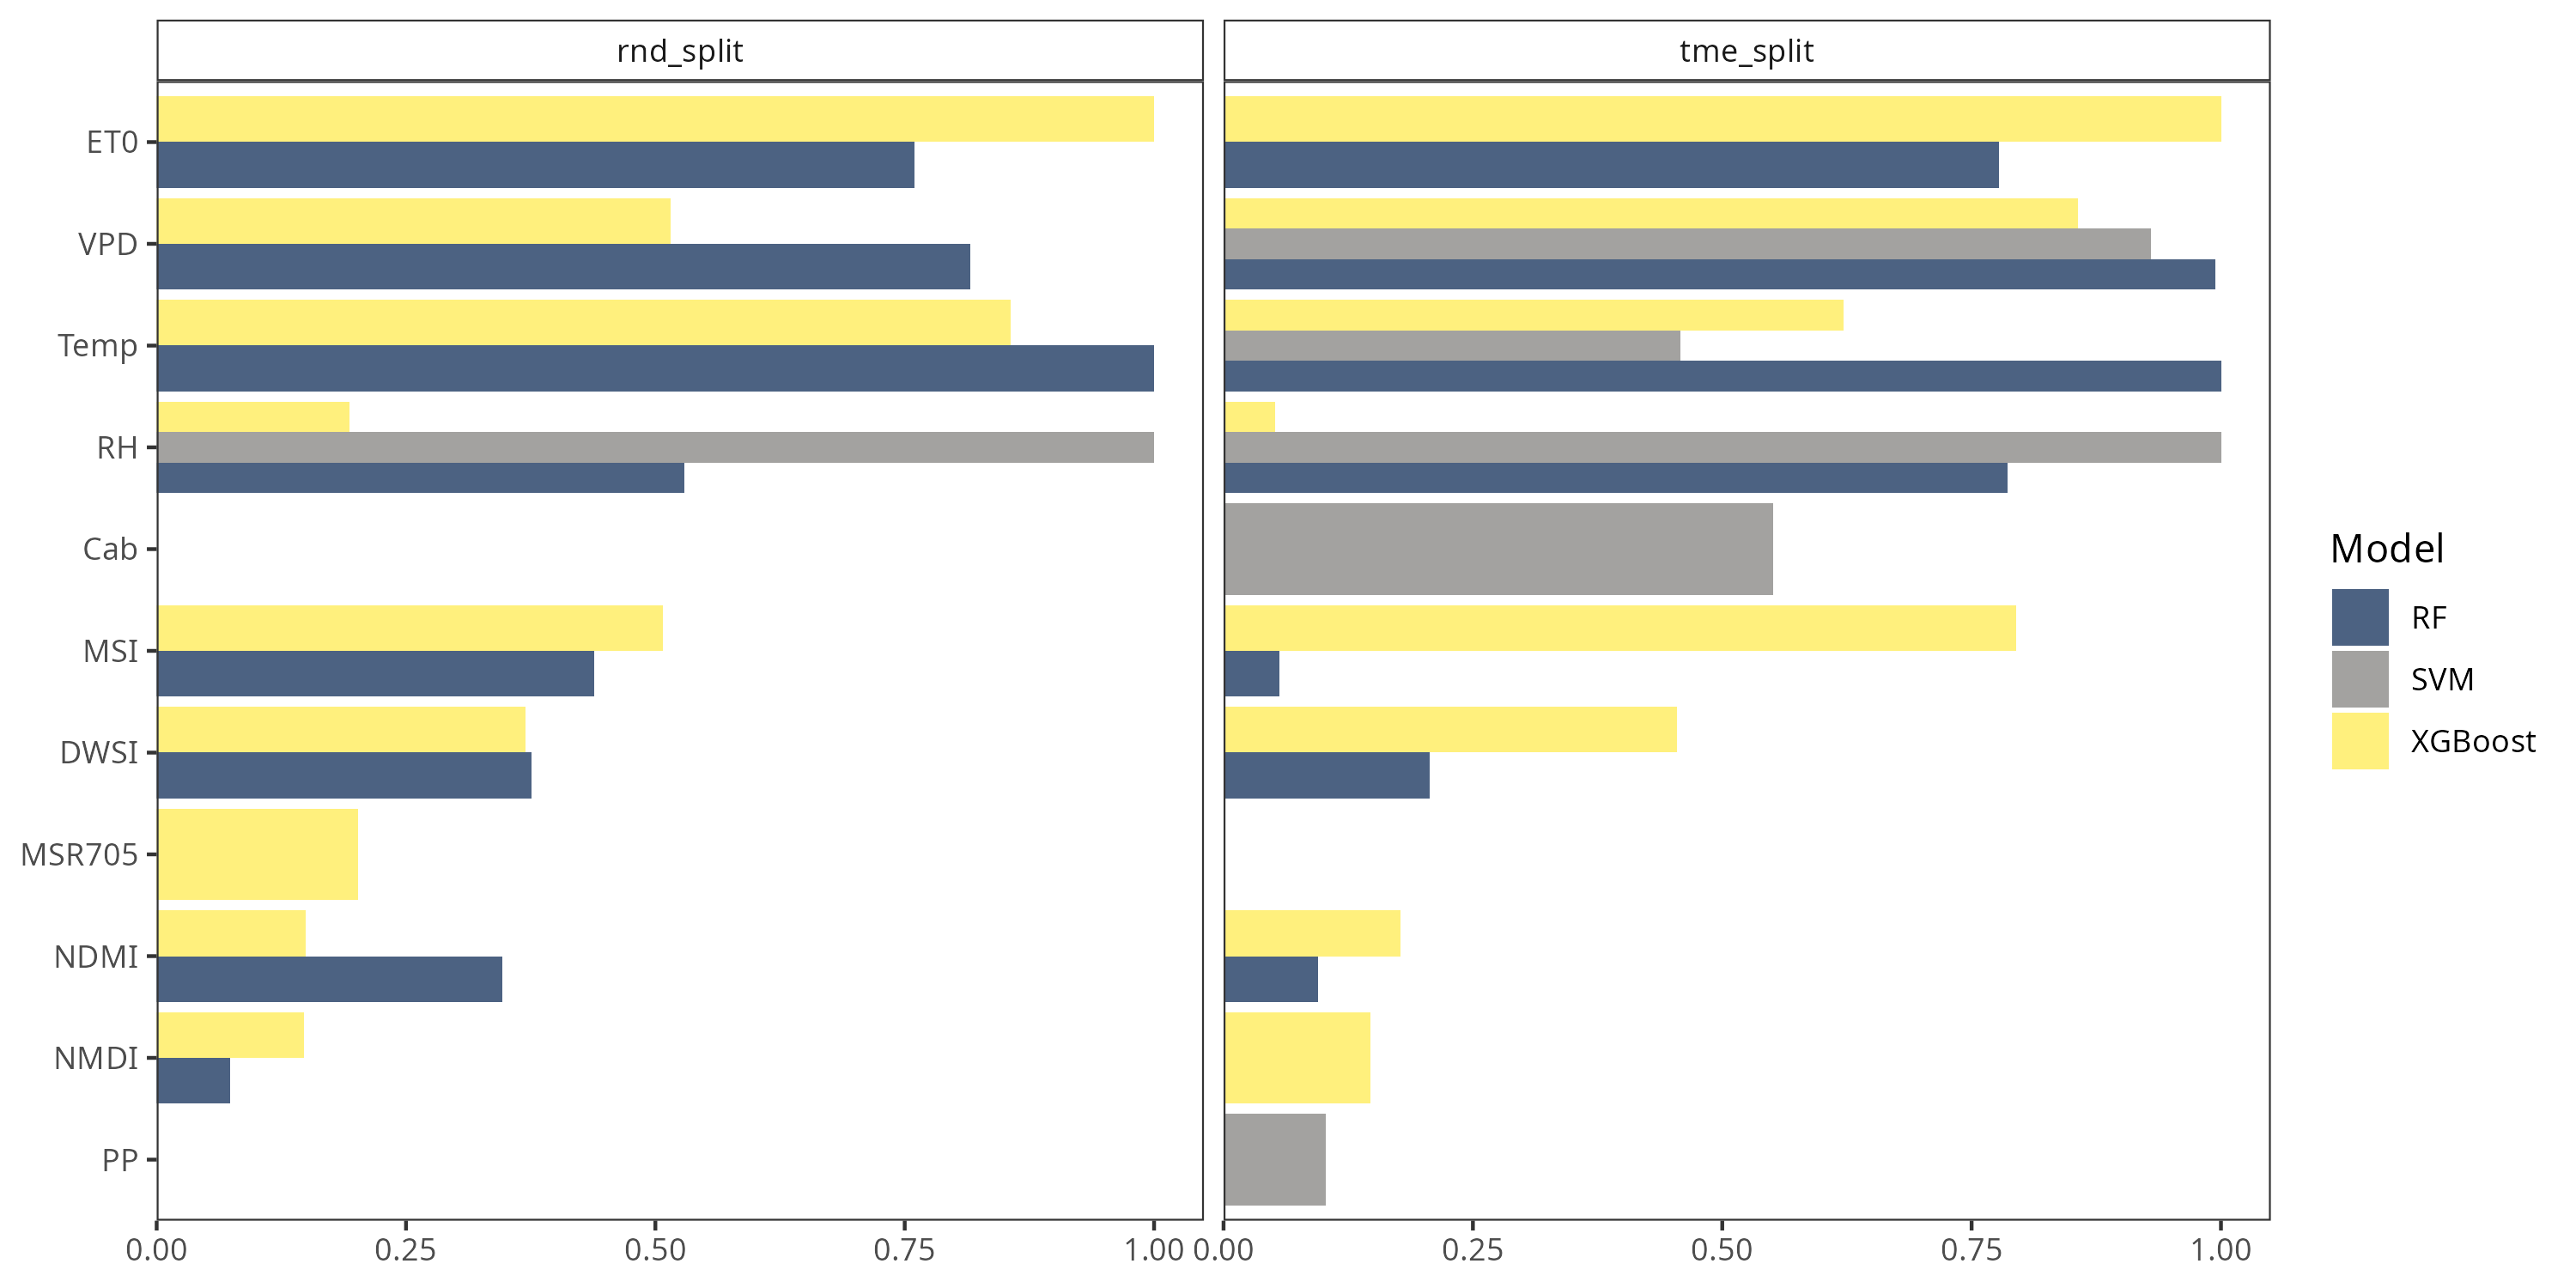 rnd_split
tme_split
ET0
VPD
Temp
RH
Cab
MSI
DWSI
MSR705
NDMI
NMDI
PP
0.00 0.25 0.50 0.75 1.00
0.00 0.25 0.50 0.75 1.00
Model
RF
SVM
XGBoost